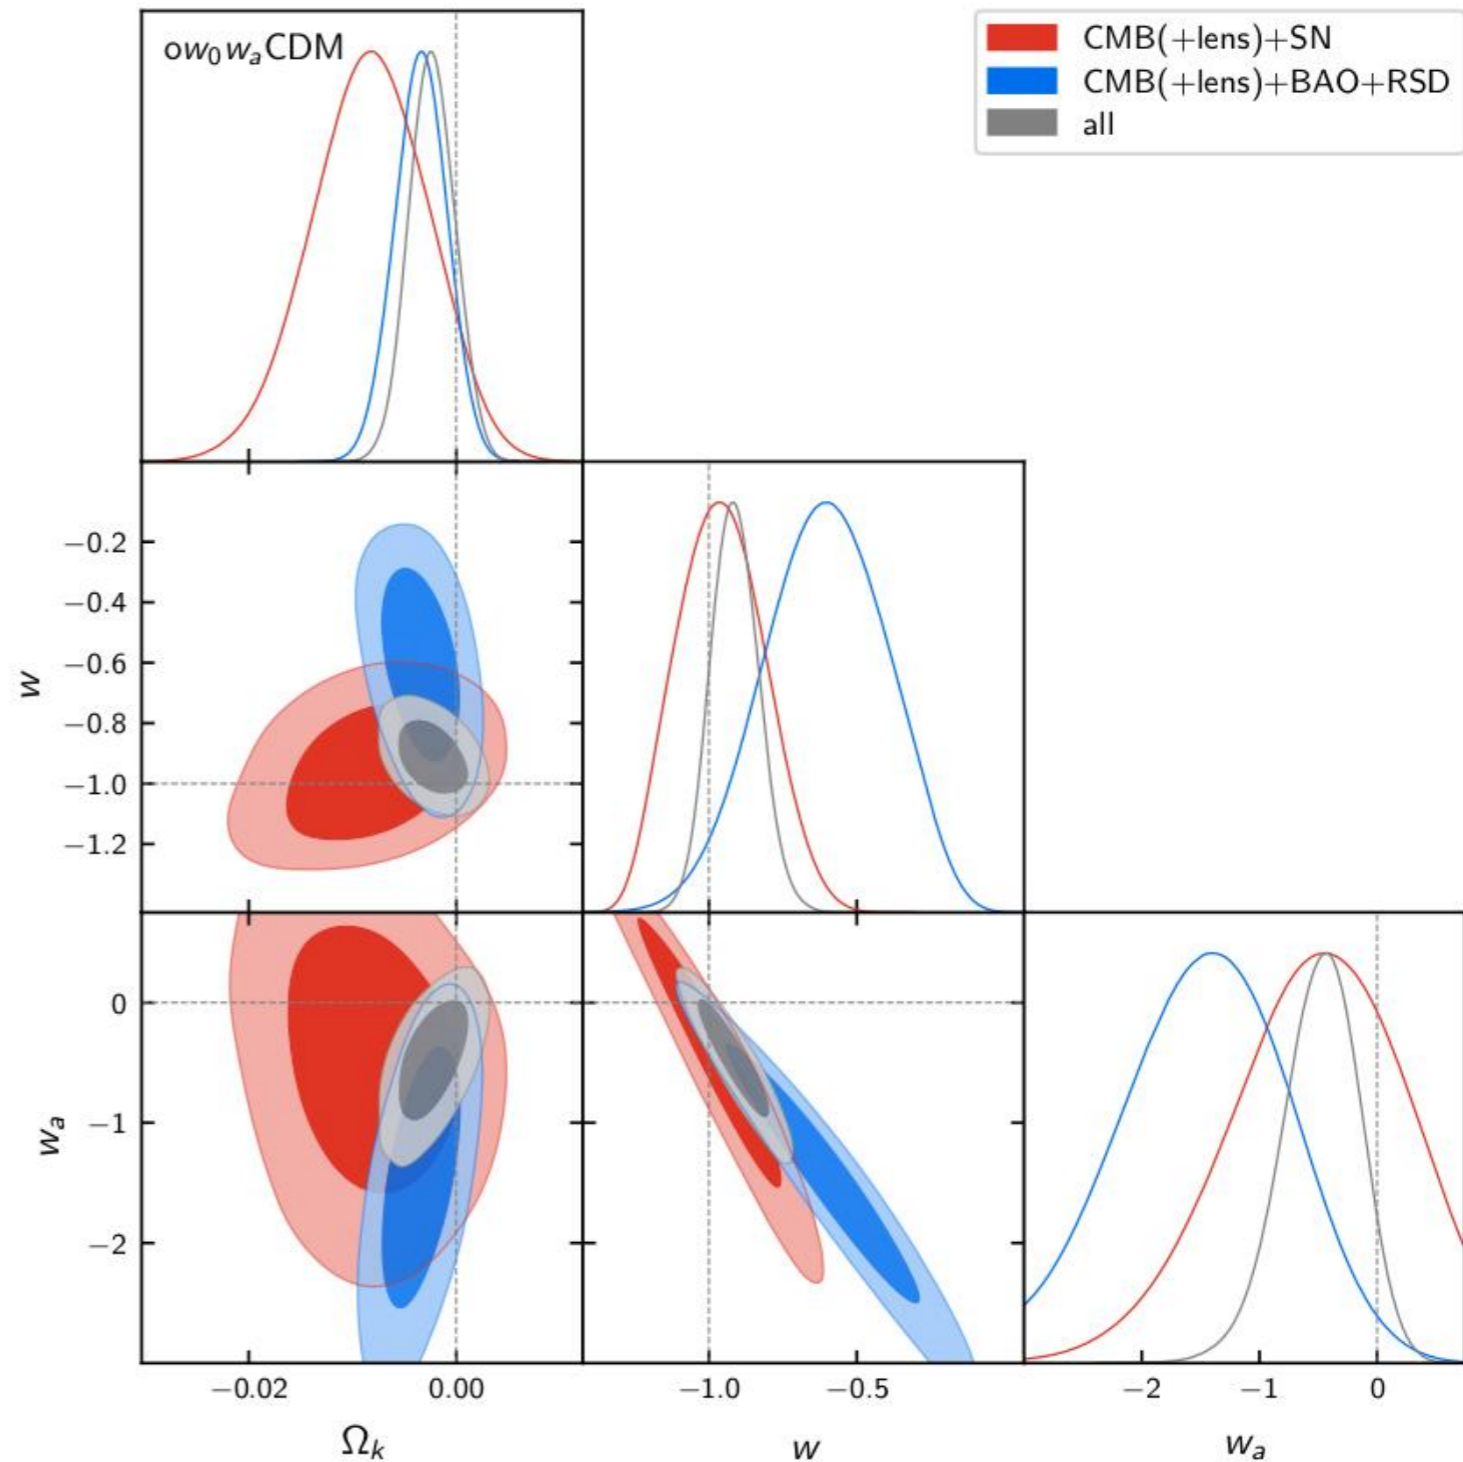 ow₀wₐCDM
CMB(+lens)+SN
CMB(+lens)+BAO+RSD
all
−0.2
−0.4
−0.6
−0.8
−1.0
−1.2
w
0
−1
−2
wₐ
−0.02 0.00
−1.0 −0.5
−2 −1 0
Ωₖ
w
wₐ